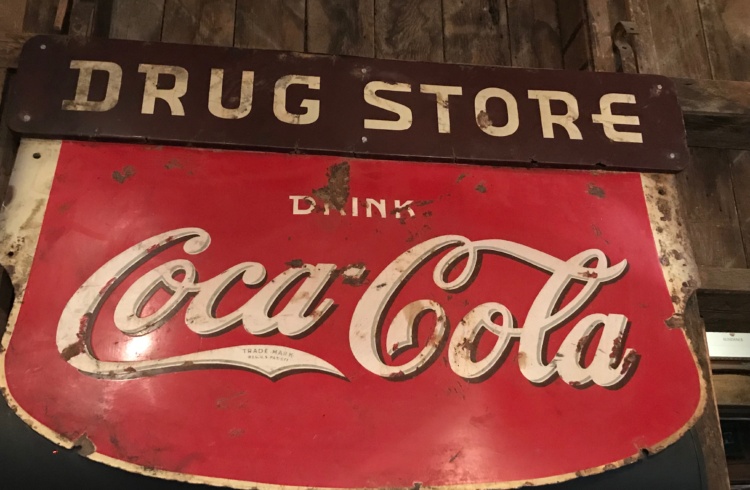 DRUG STORE
DRINK
Coca-Cola
TRADE-MARK